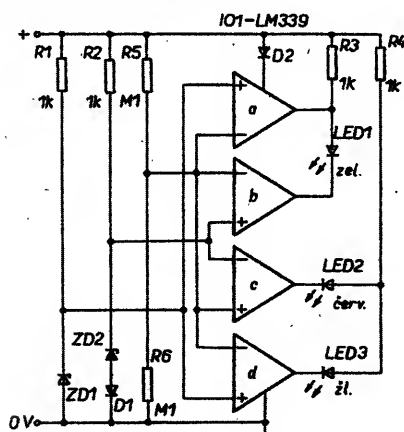 IO1-LM339
+
R1
R2
R5
D2
R3
R4
1k
1k
M1
1k
1k
+
a
−
LED1
zel.
−
b
+
−
c
+
LED2
červ.
ZD2
R6
−
d
+
LED3
žl.
ZD1
D1
M1
0 V